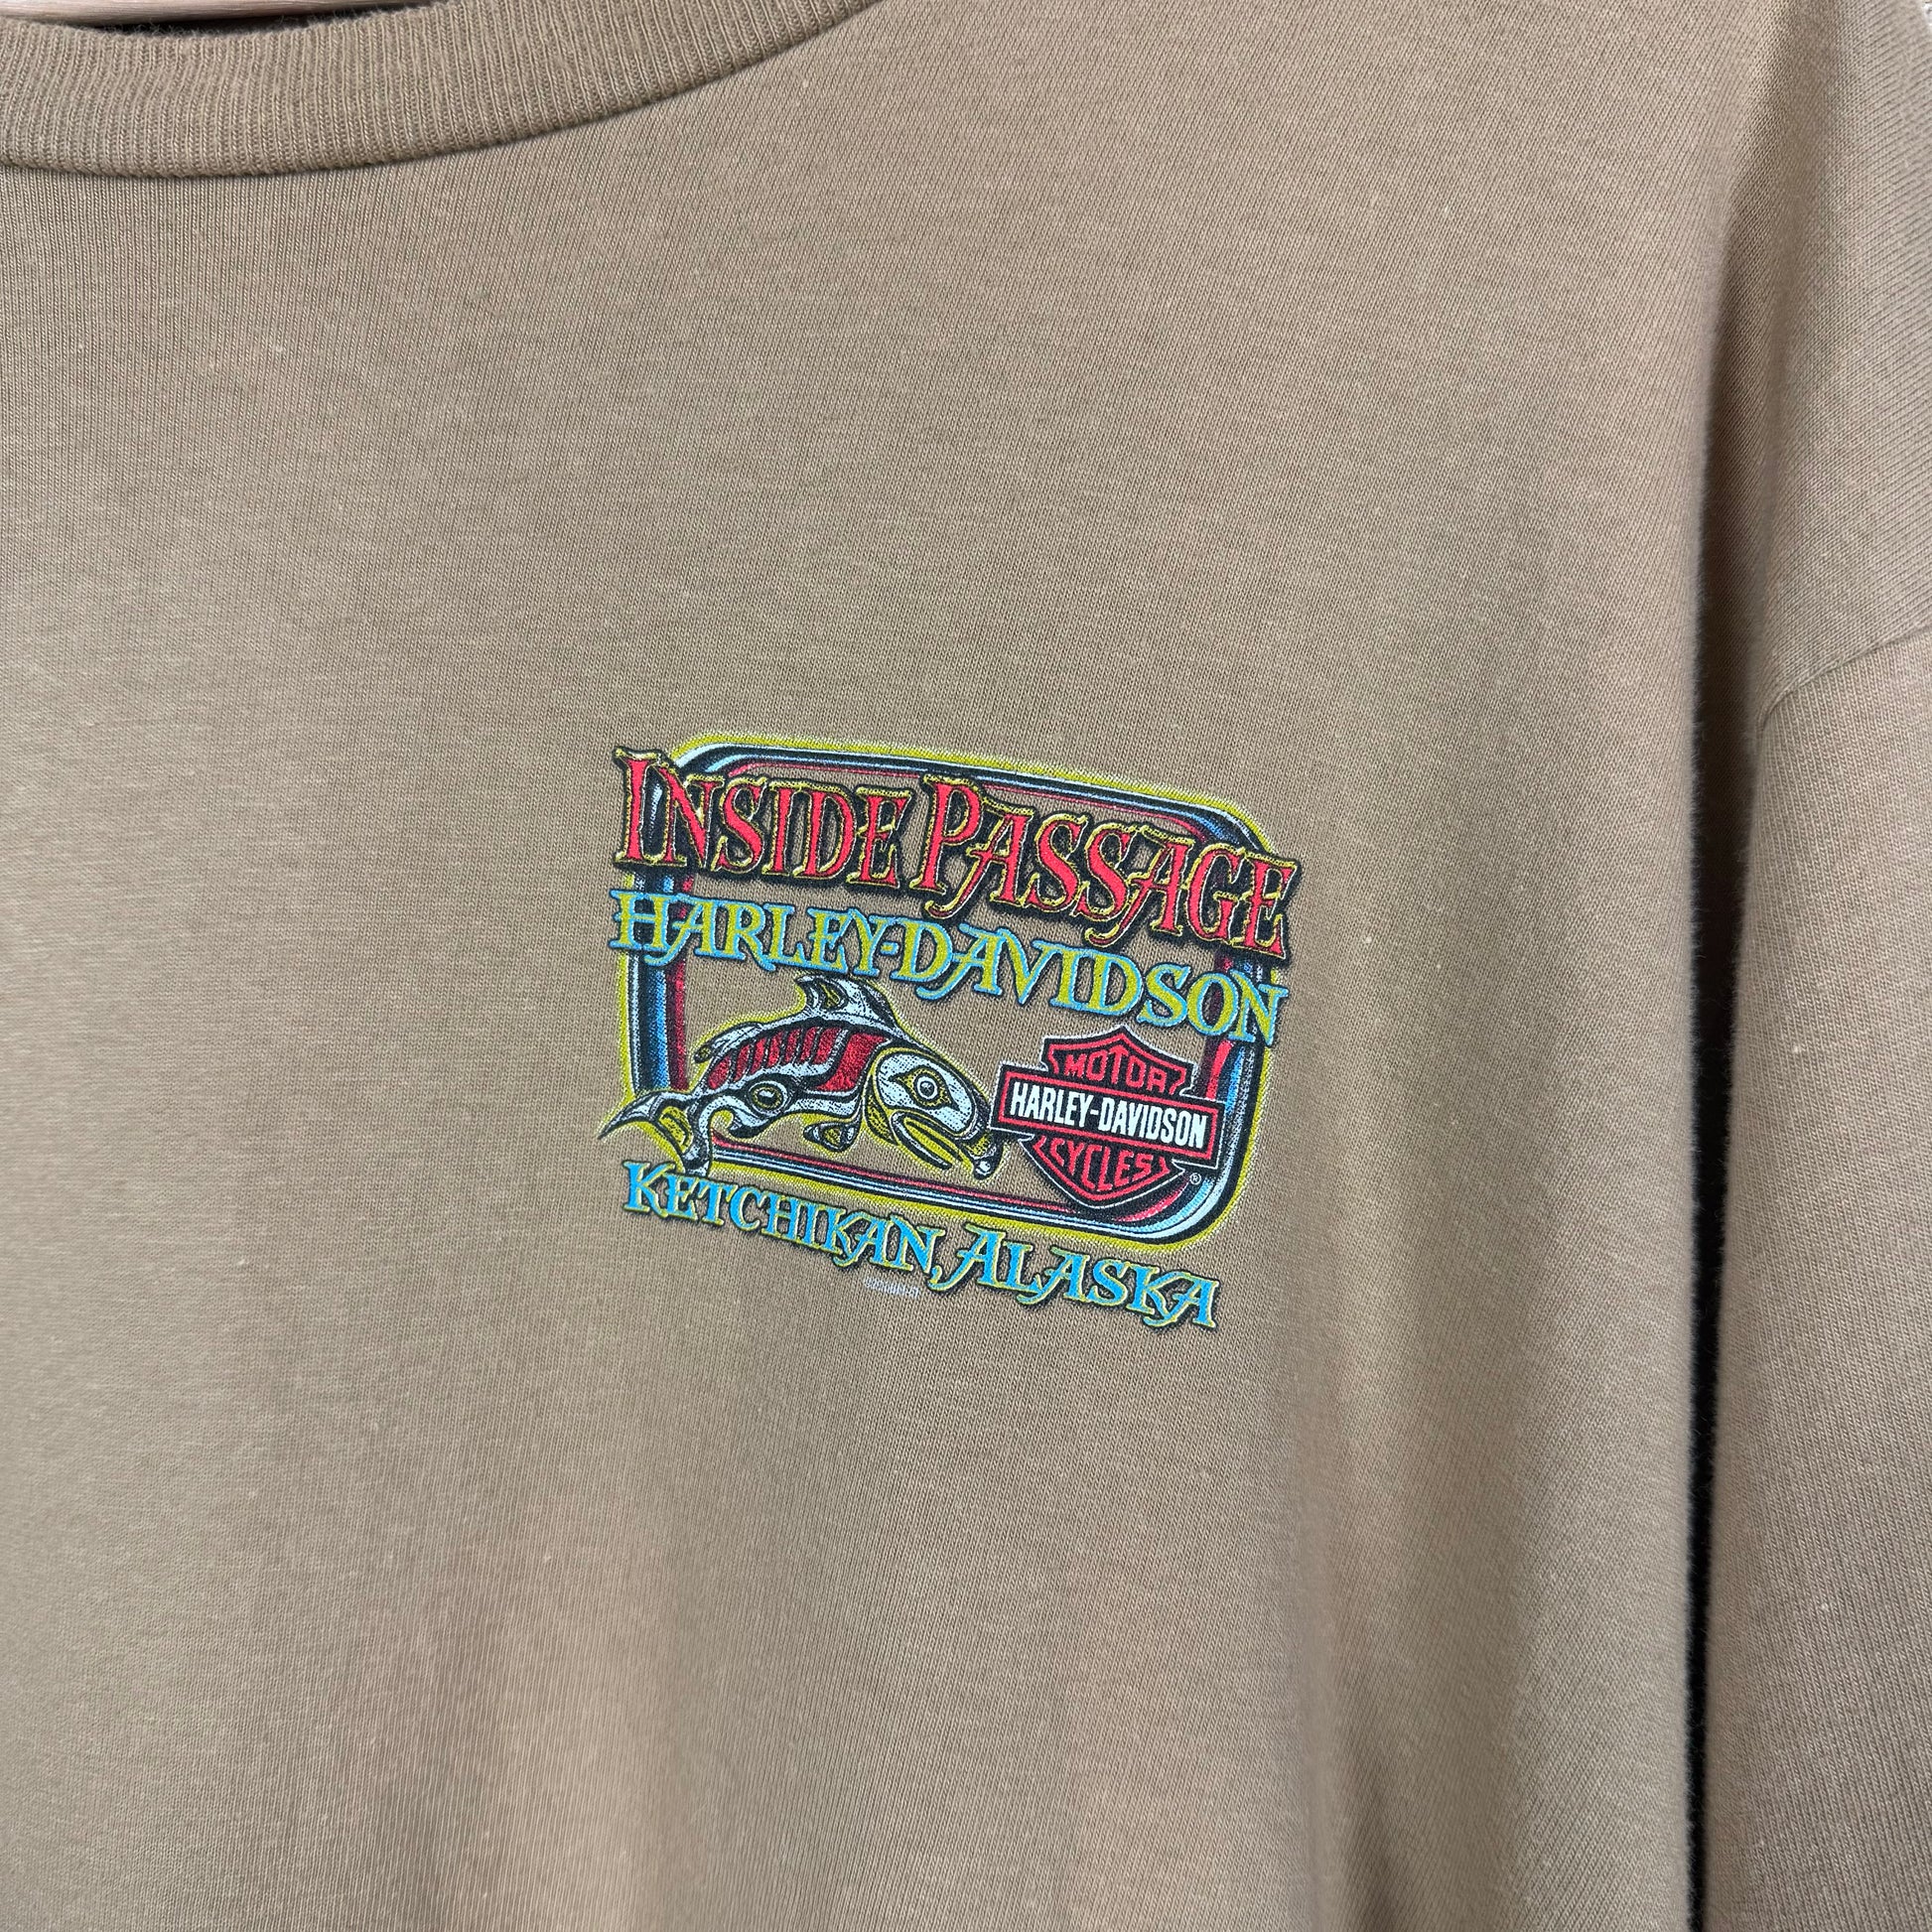 INSIDE PASSAGE
HARLEY-DAVIDSON
MOTOR
HARLEY-DAVIDSON
CYCLES
®
KETCHIKAN, ALASKA